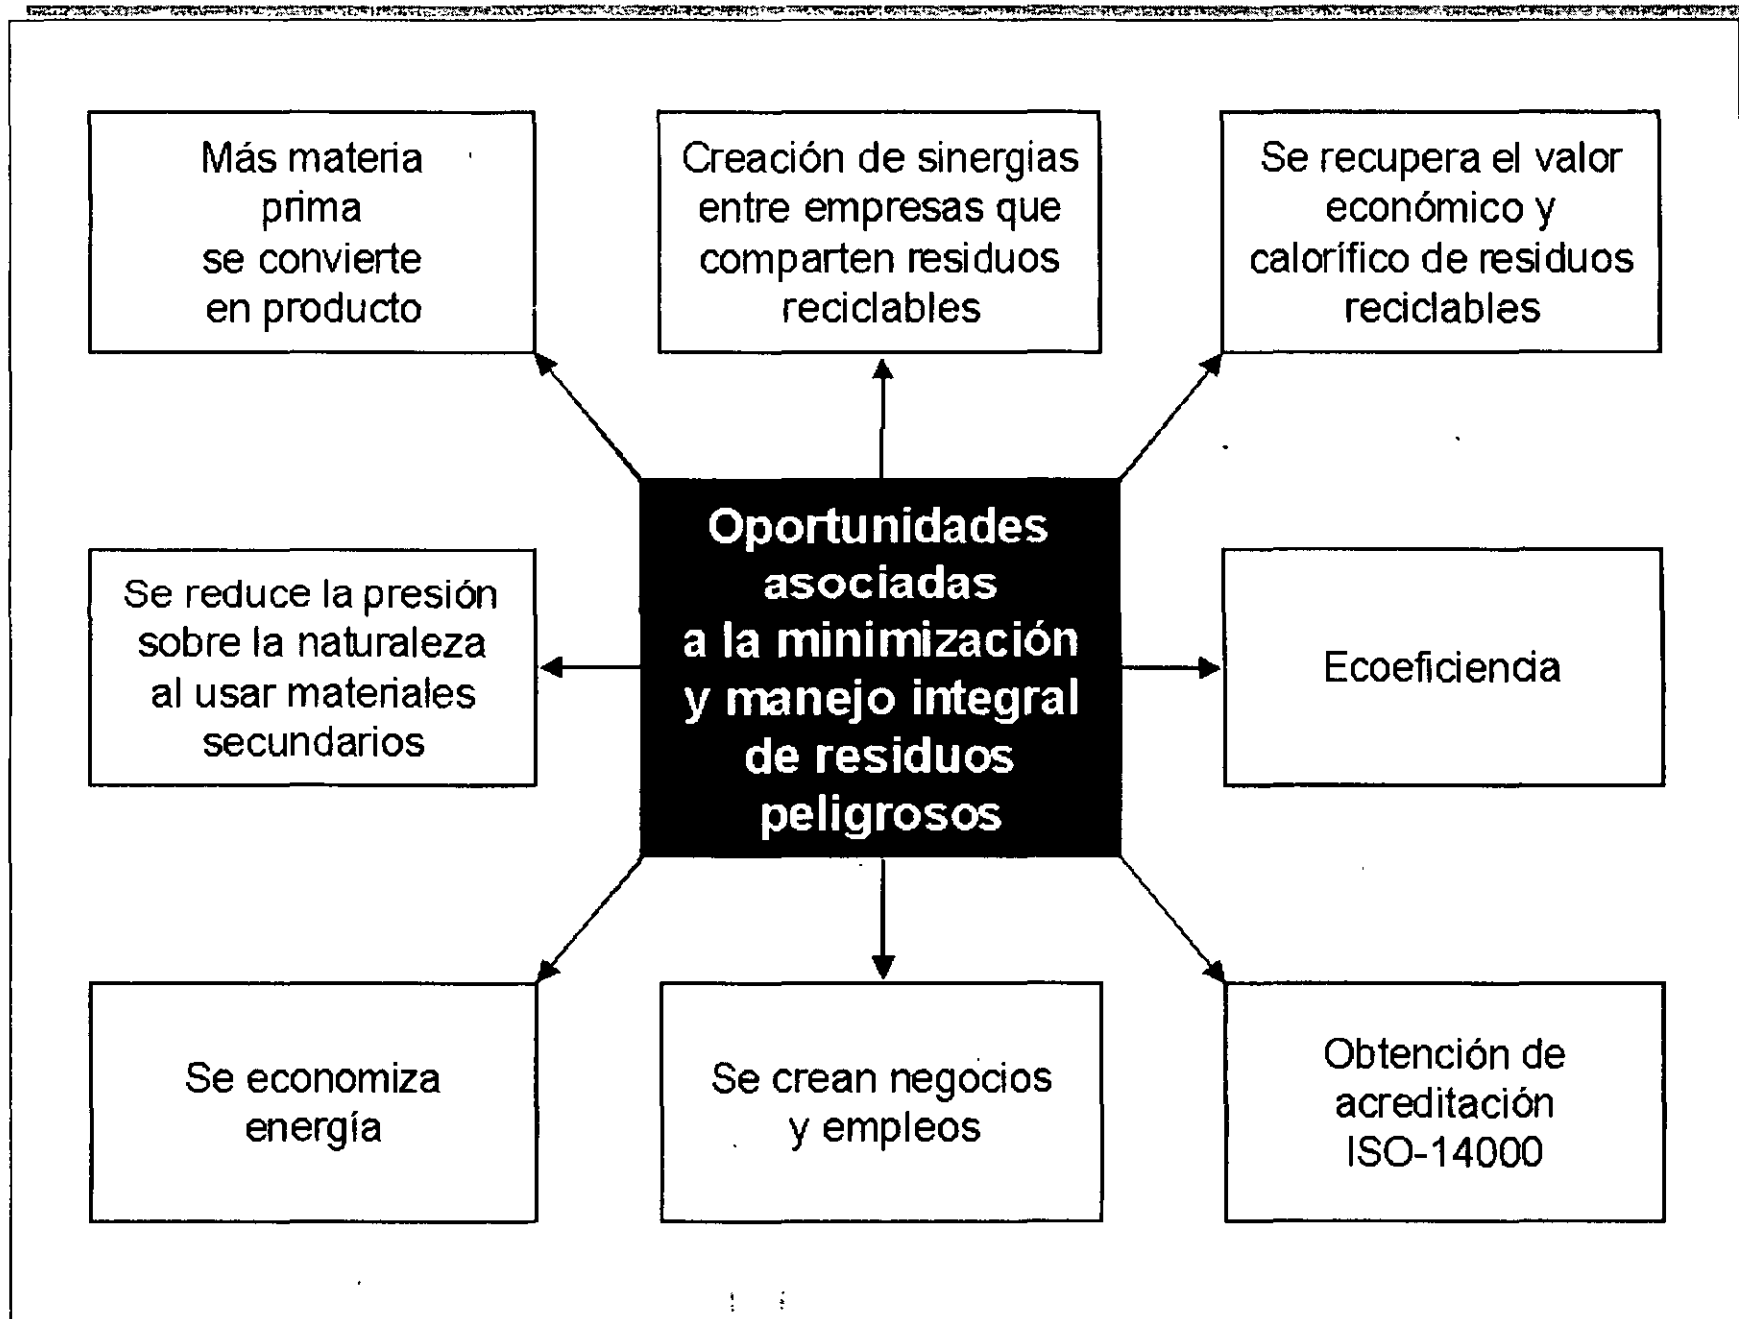 Más materia
prima
se convierte
en producto
Creación de sinergias
entre empresas que
comparten residuos
reciclables
Se recupera el valor
económico y
calorífico de residuos
reciclables
Se reduce la presión
sobre la naturaleza
al usar materiales
secundarios
Oportunidades
asociadas
a la minimización
y manejo integral
de residuos
peligrosos
Ecoeficiencia
Se economiza
energía
Se crean negocios
y empleos
Obtención de
acreditación
ISO-14000